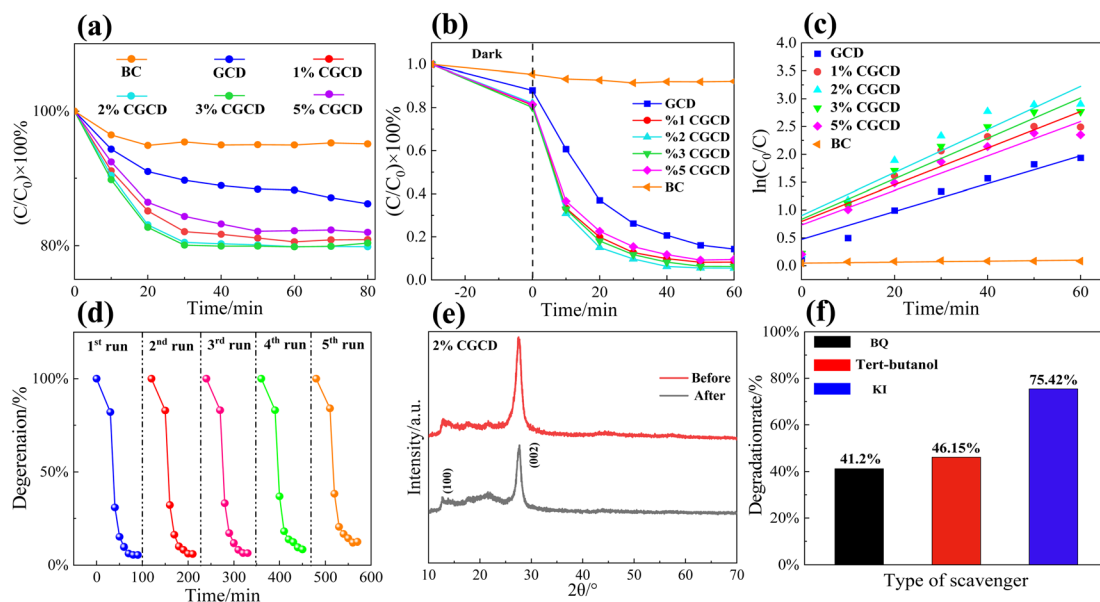 (a)
BC GCD 1% CGCD
2% CGCD 3% CGCD 5% CGCD
100%
80%
(C/C0)×100%
0 20 40 60 80
Time/min
(b)
Dark
1.0
0.8
0.6
0.4
0.2
0.0
(C/C0)×100%
GCD
%1 CGCD
%2 CGCD
%3 CGCD
%5 CGCD
BC
-20 0 20 40 60
Time/min
(c)
4.0
3.5
3.0
2.5
2.0
1.5
1.0
0.5
0.0
ln(C0/C)
GCD
1% CGCD
2% CGCD
3% CGCD
5% CGCD
BC
0 10 20 30 40 50 60
Time/min
(d)
1st run 2nd run 3rd run 4th run 5th run
100%
50%
0%
Degerenaion/%
0 100 200 300 400 500 600
Time/min
(e)
2% CGCD
Before
After
(100)
(002)
Intensity/a.u.
10 20 30 40 50 60 70
2θ/°
(f)
BQ
Tert-butanol
KI
100%
80%
60%
40%
20%
0%
Degradationrate/%
41.2%
46.15%
75.42%
Type of scavenger